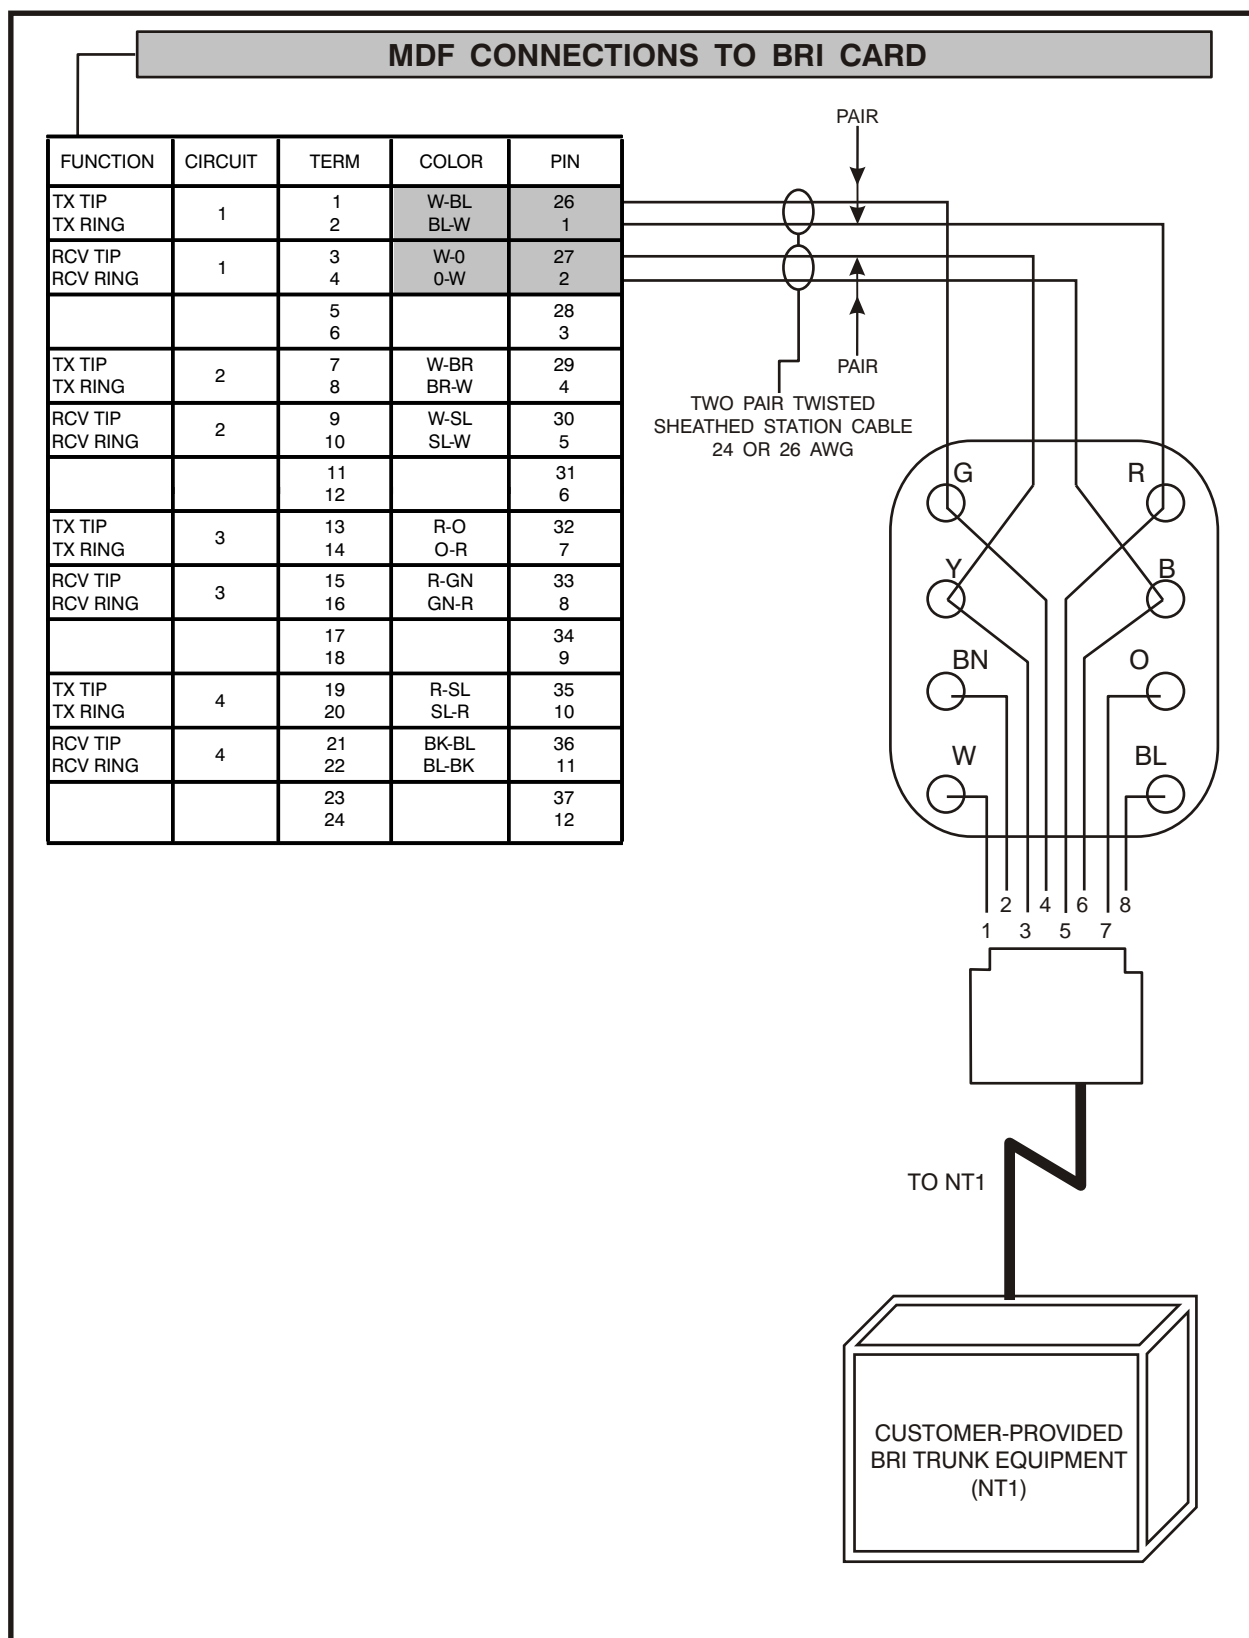 MDF CONNECTIONS TO BRI CARD
FUNCTION CIRCUIT TERM COLOR PIN
TX TIP 1 1 W-BL 26
TX RING 2 BL-W 1
RCV TIP 1 3 W-0 27
RCV RING 4 0-W 2
5 28
6 3
TX TIP 2 7 W-BR 29
TX RING 8 BR-W 4
RCV TIP 2 9 W-SL 30
RCV RING 10 SL-W 5
11 31
12 6
TX TIP 3 13 R-O 32
TX RING 14 O-R 7
RCV TIP 3 15 R-GN 33
RCV RING 16 GN-R 8
17 34
18 9
TX TIP 4 19 R-SL 35
TX RING 20 SL-R 10
RCV TIP 4 21 BK-BL 36
RCV RING 22 BL-BK 11
23 37
24 12
PAIR
PAIR
TWO PAIR TWISTED
SHEATHED STATION CABLE
24 OR 26 AWG
G R
Y B
BN O
W BL
2 4 6 8
1 3 5 7
TO NT1
CUSTOMER-PROVIDED
BRI TRUNK EQUIPMENT
(NT1)